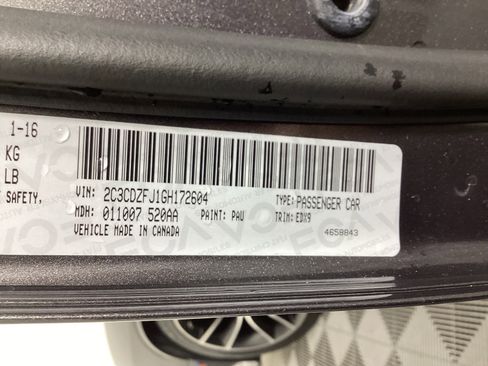 1-16
KG
LB
SAFETY,
VIN: 2C3CDZFJ1GH172604 TYPE: PASSENGER CAR
MDH: 011007 520AA PAINT: PAU TRIM: EDX9
VEHICLE MADE IN CANADA 4658843